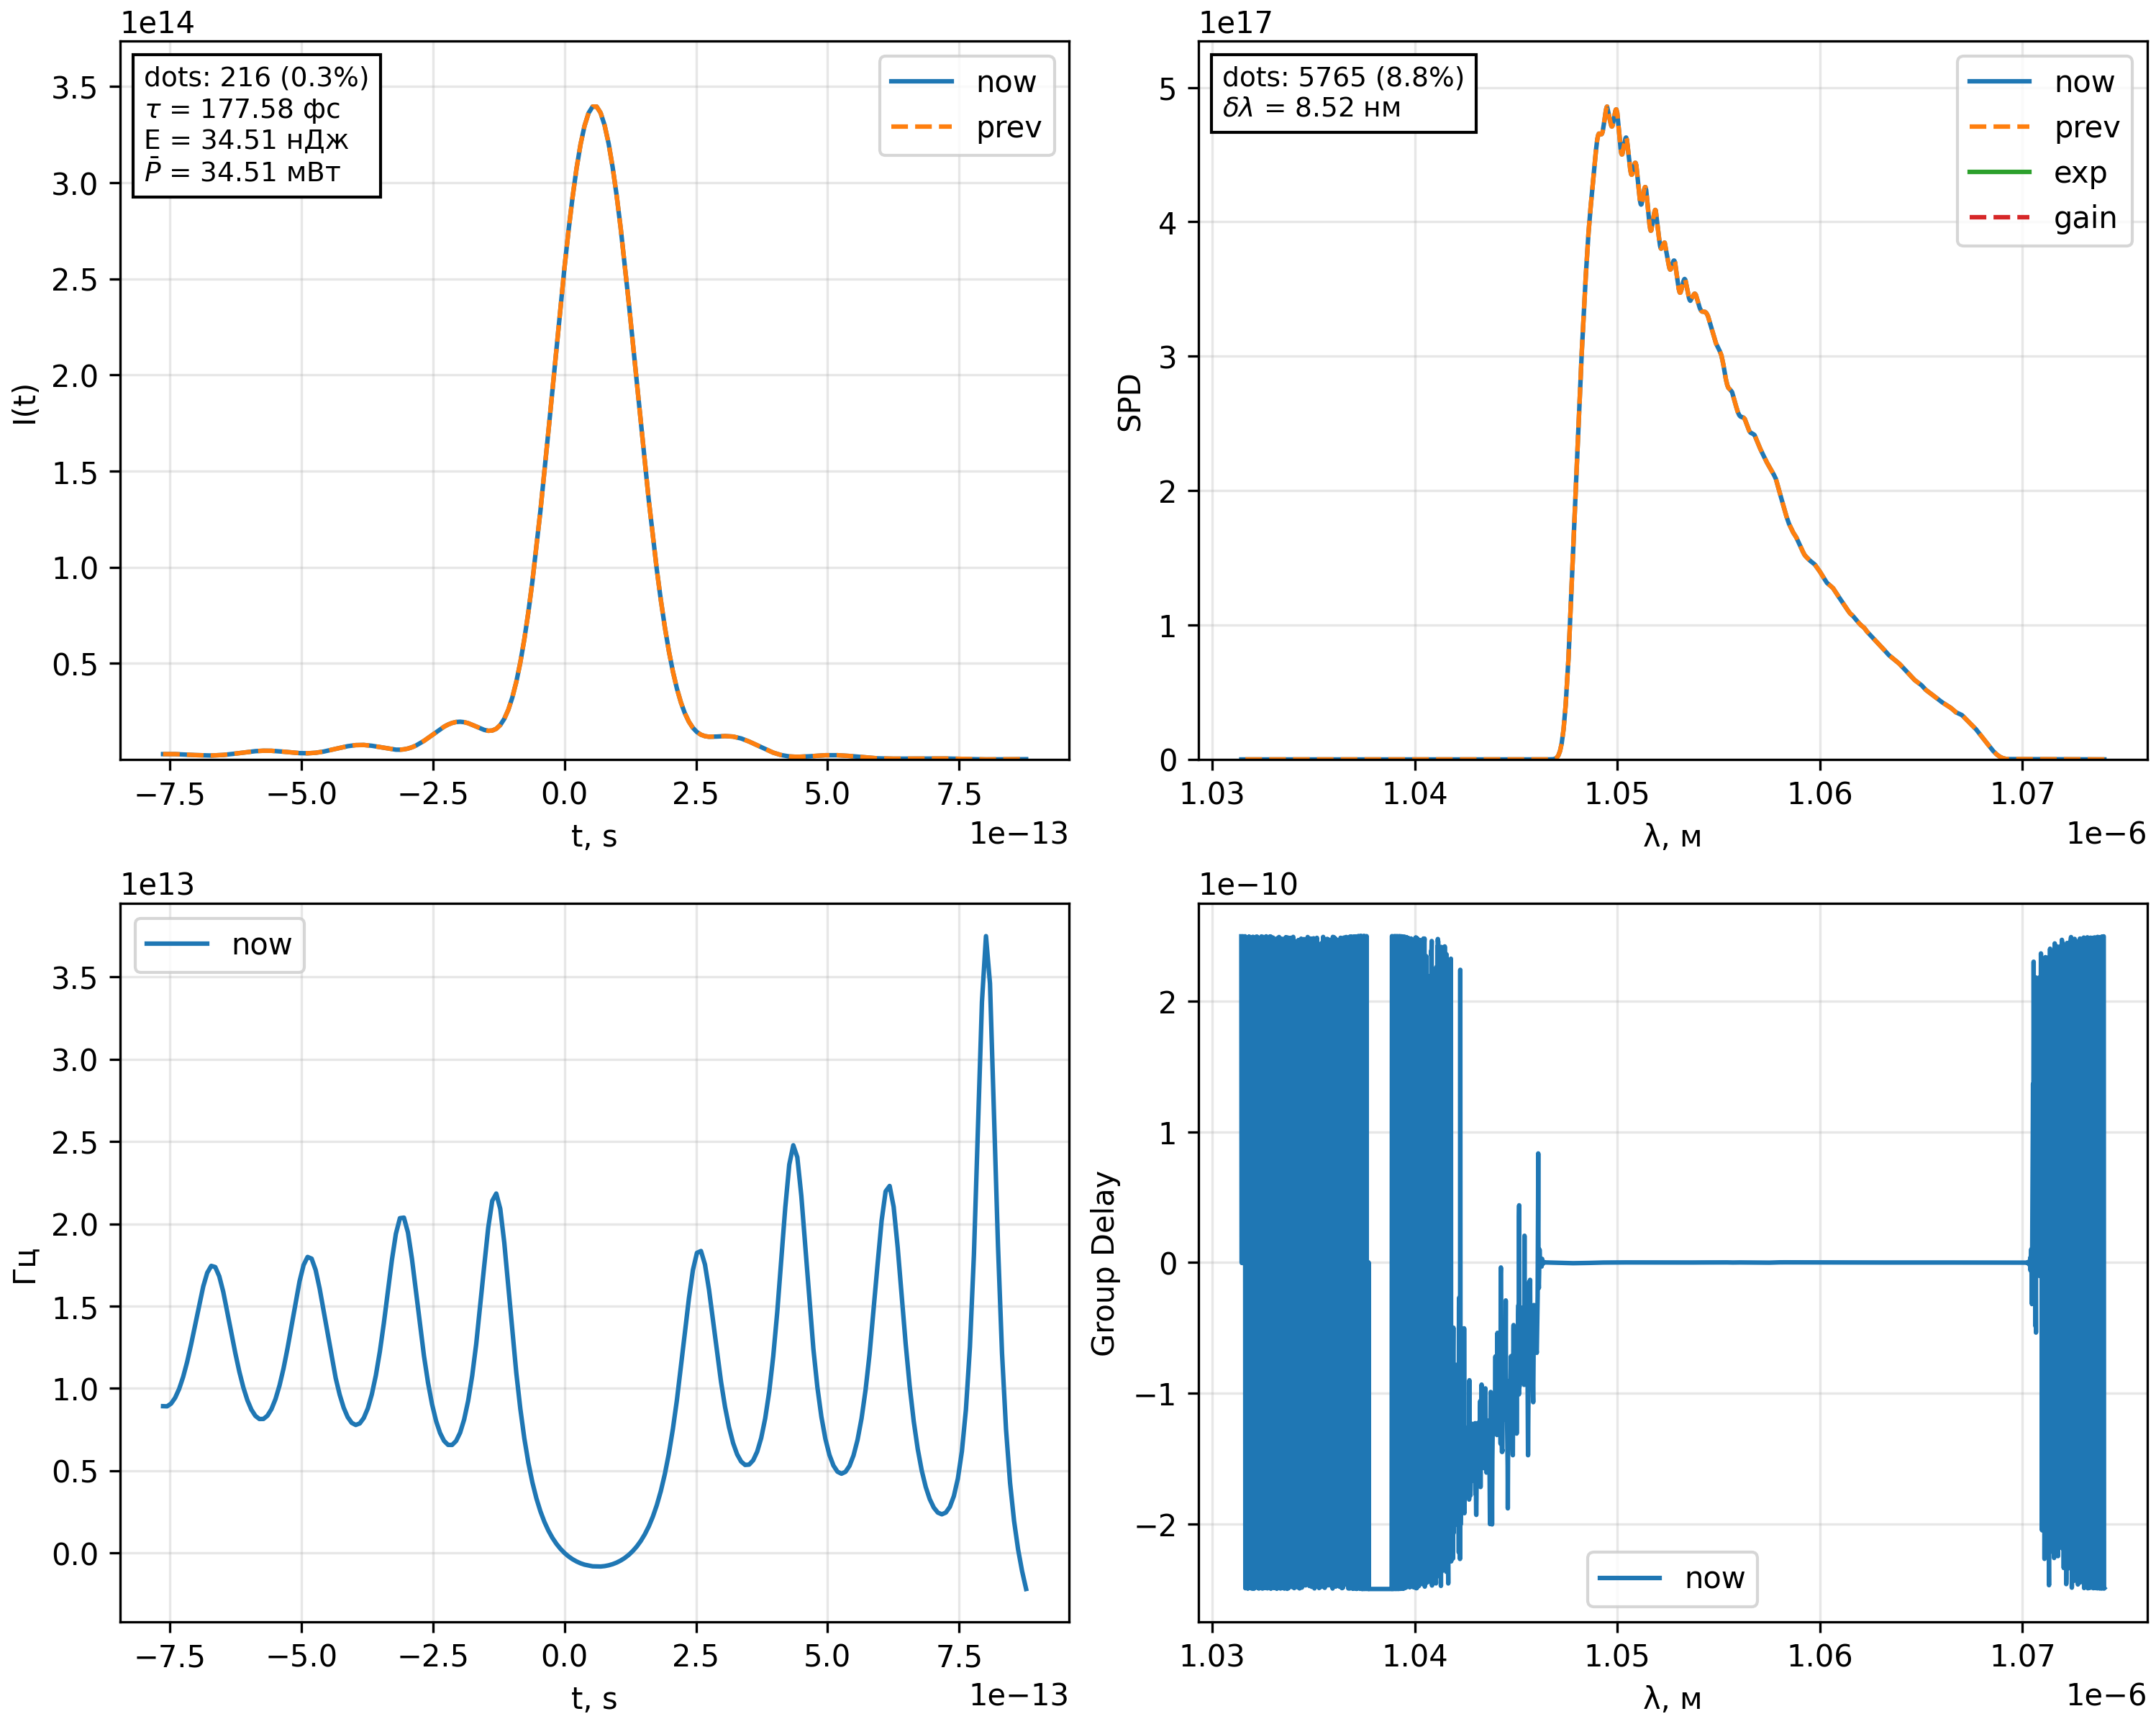 1e14
3.5
3.0
2.5
2.0
1.5
1.0
0.5
I(t)
dots: 216 (0.3%)
τ = 177.58 фс
E = 34.51 нДж
P̄ = 34.51 мВт
now
prev
−7.5 −5.0 −2.5 0.0 2.5 5.0 7.5
t, s
1e−13
1e17
5
4
3
2
1
0
SPD
dots: 5765 (8.8%)
δλ = 8.52 нм
now
prev
exp
gain
1.03 1.04 1.05 1.06 1.07
λ, м
1e−6
1e13
3.5
3.0
2.5
2.0
1.5
1.0
0.5
0.0
Гц
now
−7.5 −5.0 −2.5 0.0 2.5 5.0 7.5
t, s
1e−13
1e−10
2
1
0
−1
−2
Group Delay
now
1.03 1.04 1.05 1.06 1.07
λ, м
1e−6